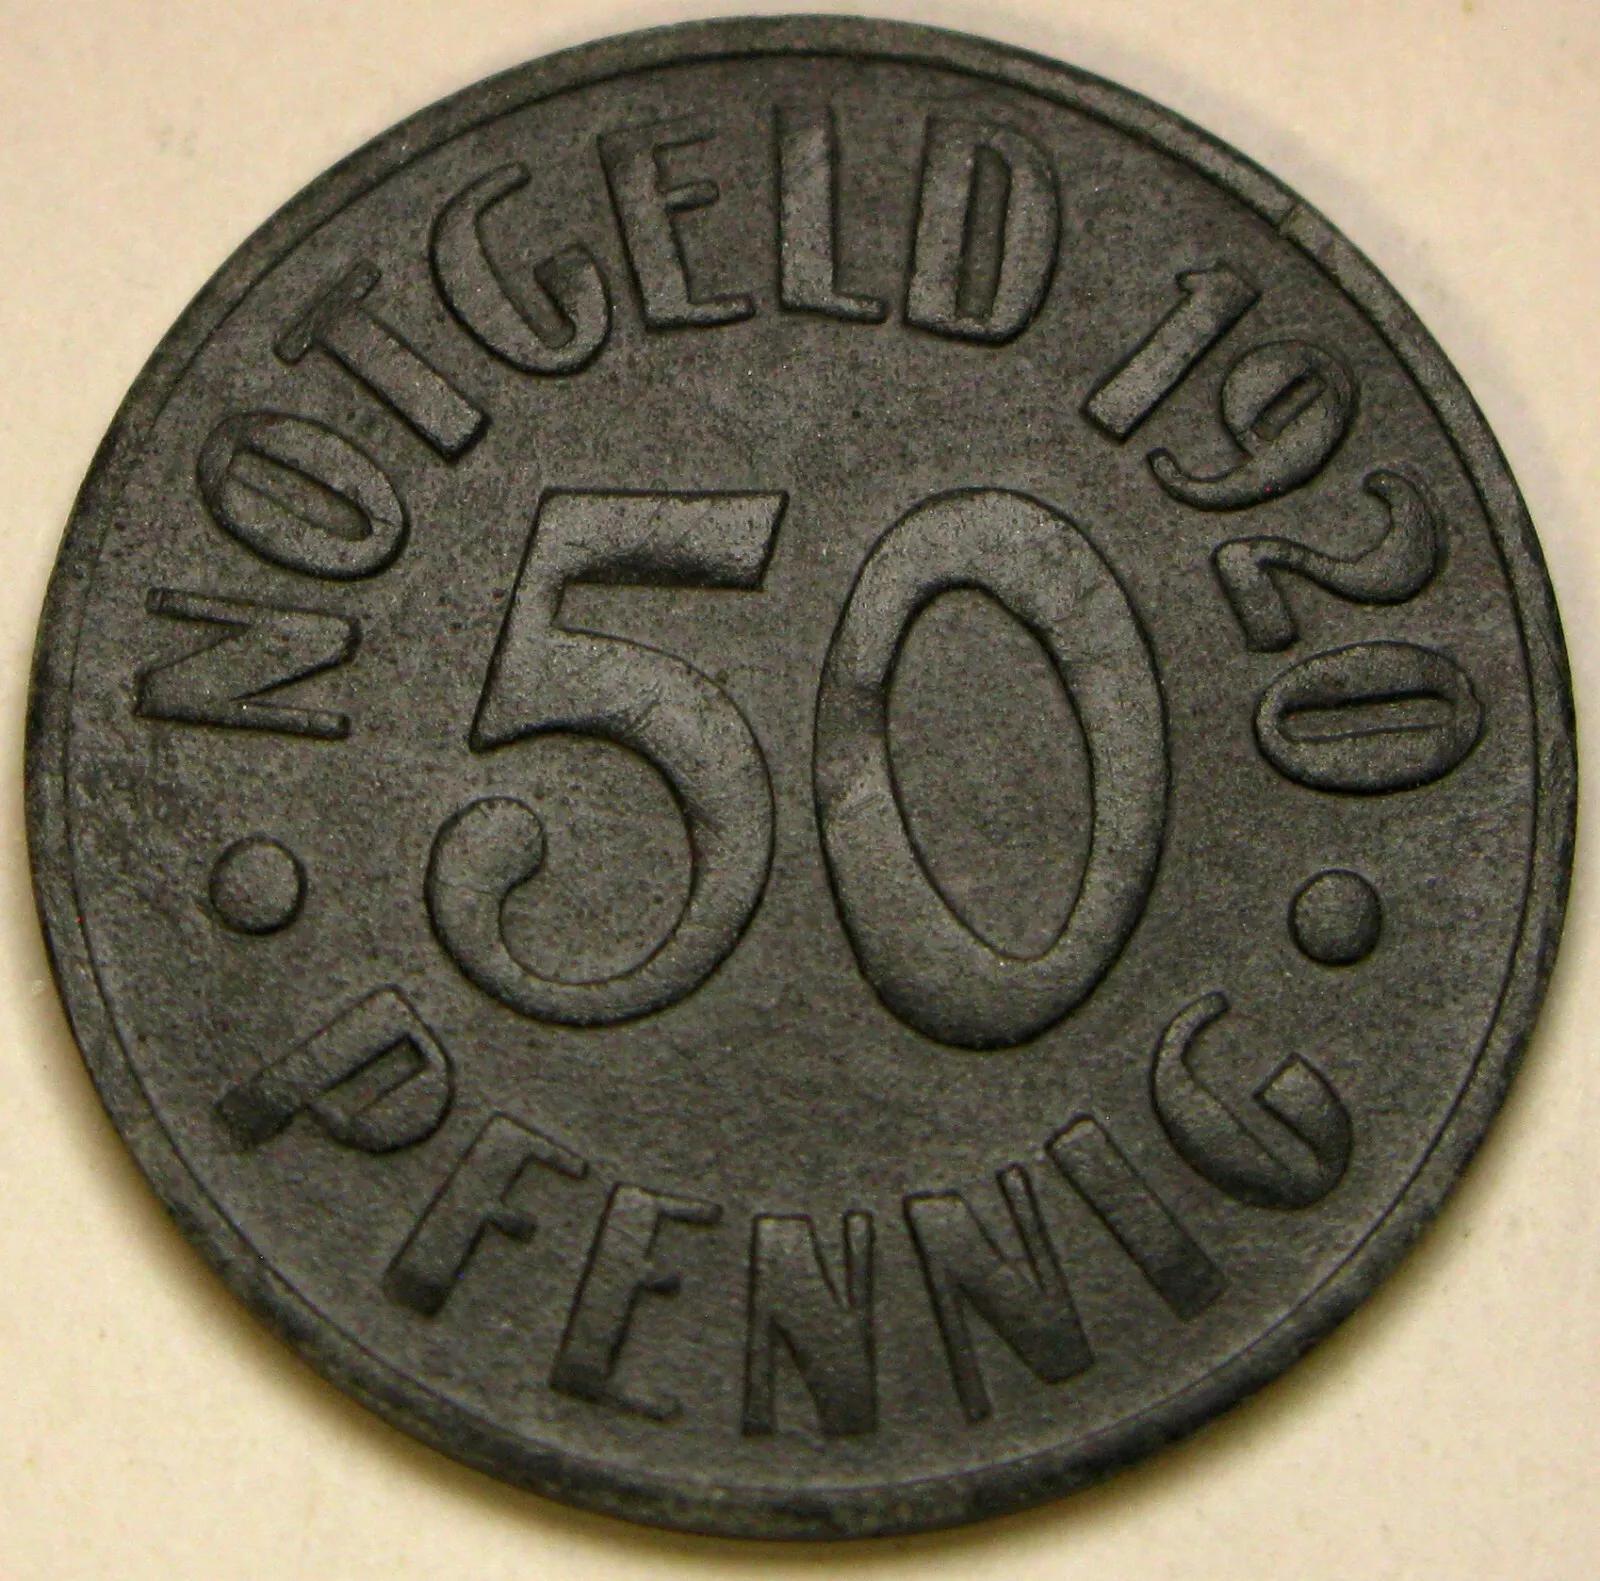 NOTGELD 1920
50
• PFENNIG •